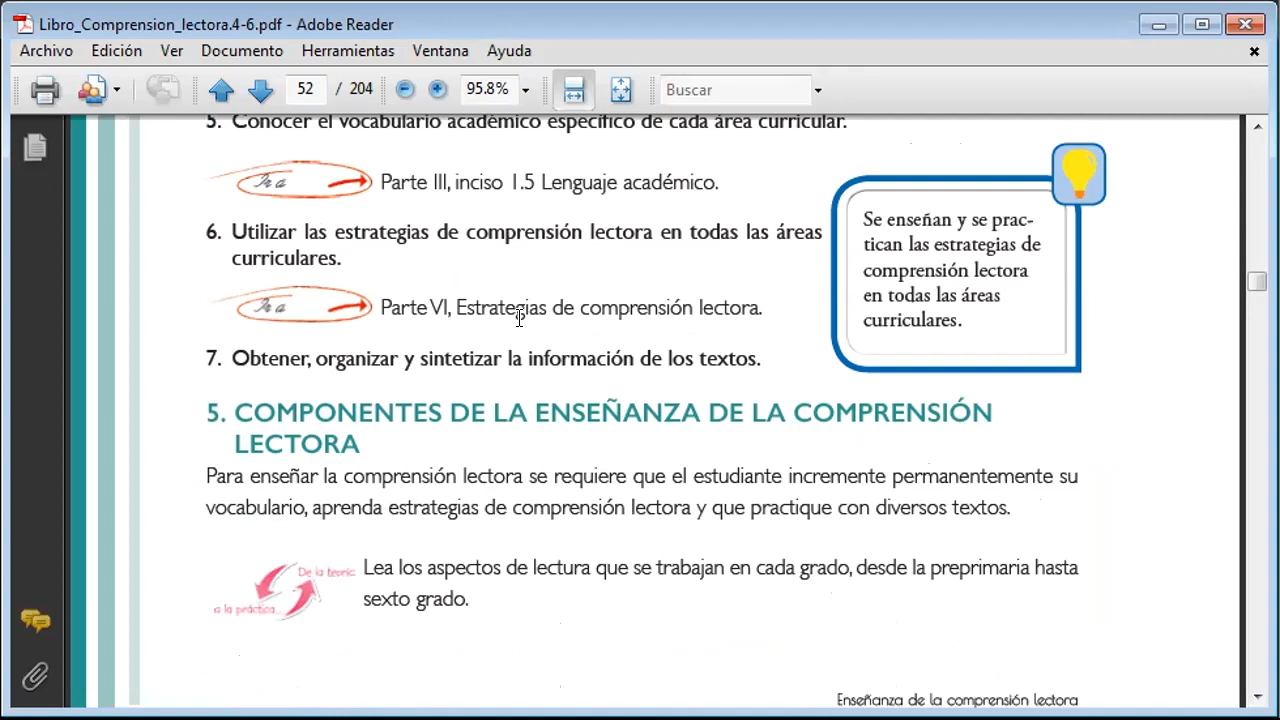 Libro_Comprension_lectora.4-6.pdf - Adobe Reader
Archivo Edición Ver Documento Herramientas Ventana Ayuda
52 / 204 95.8% Buscar
5. Conocer el vocabulario académico específico de cada área curricular.
Ir a Parte III, inciso 1.5 Lenguaje académico.
6. Utilizar las estrategias de comprensión lectora en todas las áreas
curriculares.
Ir a Parte VI, Estrategias de comprensión lectora.
7. Obtener, organizar y sintetizar la información de los textos.
Se enseñan y se prac-
tican las estrategias de
comprensión lectora
en todas las áreas
curriculares.
5. COMPONENTES DE LA ENSEÑANZA DE LA COMPRENSIÓN
LECTORA
Para enseñar la comprensión lectora se requiere que el estudiante incremente permanentemente su
vocabulario, aprenda estrategias de comprensión lectora y que practique con diversos textos.
De la teoría
a la práctica...
Lea los aspectos de lectura que se trabajan en cada grado, desde la preprimaria hasta
sexto grado.
Enseñanza de la comprensión lectora